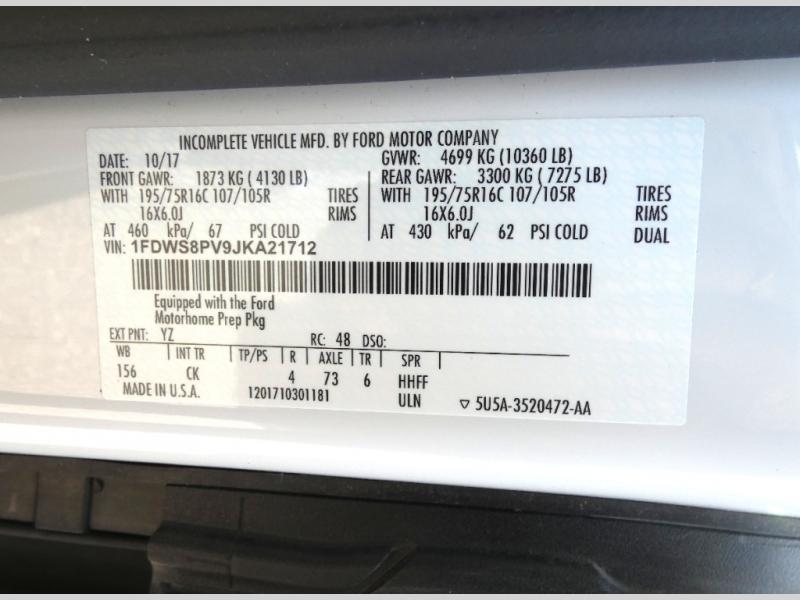 INCOMPLETE VEHICLE MFD. BY FORD MOTOR COMPANY
DATE: 10/17 GVWR: 4699 KG (10360 LB)
FRONT GAWR: 1873 KG ( 4130 LB) REAR GAWR: 3300 KG ( 7275 LB)
WITH 195/75R16C 107/105R TIRES WITH 195/75R16C 107/105R TIRES
16X6.0J RIMS 16X6.0J RIMS
AT 460 kPa/ 67 PSI COLD AT 430 kPa/ 62 PSI COLD DUAL
VIN: 1FDWS8PV9JKA21712
Equipped with the Ford
Motorhome Prep Pkg
EXT PNT: YZ RC: 48 DSO:
WB INT TR TP/PS R AXLE TR SPR
156 CK 4 73 6 HHFF
MADE IN U.S.A. 1201710301181 ULN ▽ 5U5A-3520472-AA